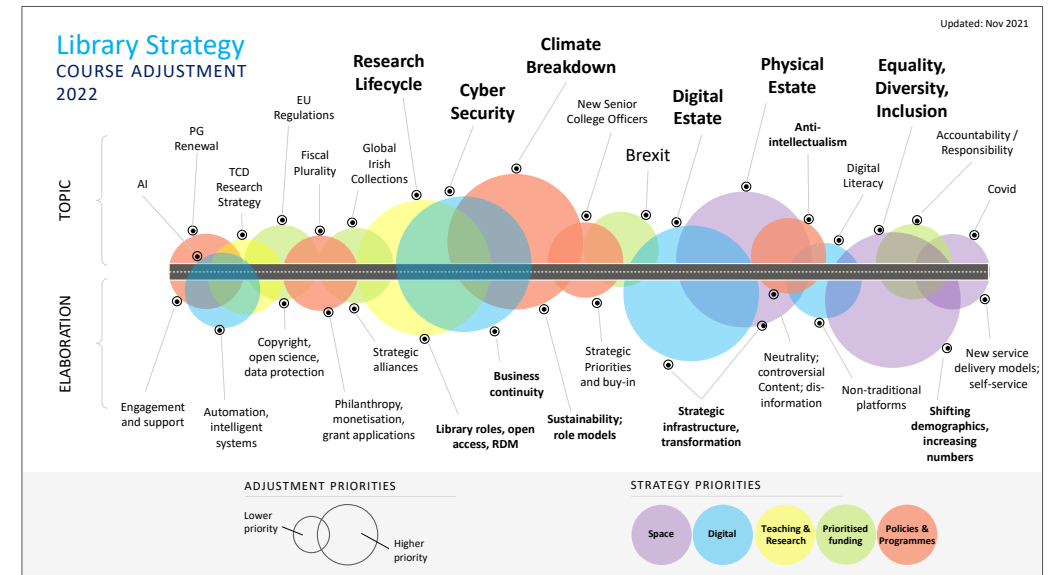 Updated: Nov 2021
Library Strategy
COURSE ADJUSTMENT
2022
TOPIC
ELABORATION
AI
PG
Renewal
TCD
Research
Strategy
EU
Regulations
Fiscal
Plurality
Global
Irish
Collections
Research
Lifecycle
Cyber
Security
Climate
Breakdown
New Senior
College Officers
Brexit
Digital
Estate
Physical
Estate
Anti-
intellectualism
Digital
Literacy
Equality,
Diversity,
Inclusion
Accountability /
Responsibility
Covid
Engagement
and support
Automation,
intelligent
systems
Copyright,
open science,
data protection
Philanthropy,
monetisation,
grant applications
Strategic
alliances
Library roles, open
access, RDM
Business
continuity
Sustainability;
role models
Strategic
Priorities
and buy-in
Strategic
infrastructure,
transformation
Neutrality;
controversial
Content; dis-
information
Non-traditional
platforms
Shifting
demographics,
increasing
numbers
New service
delivery models;
self-service
ADJUSTMENT PRIORITIES
Lower
priority
Higher
priority
STRATEGY PRIORITIES
Space
Digital
Teaching &
Research
Prioritised
funding
Policies &
Programmes